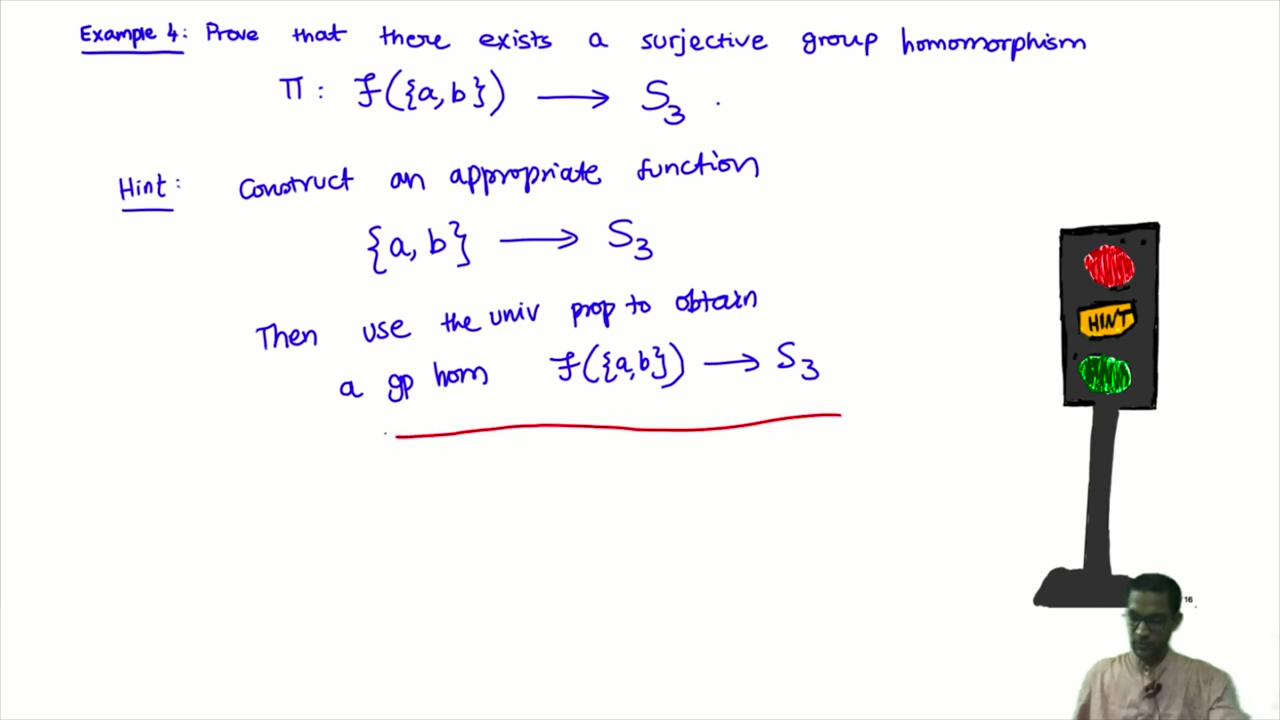 Example 4: Prove that there exists a surjective group homomorphism
Π: F({a,b}) ⟶ S₃.
Hint: Construct an appropriate function
{a,b} ⟶ S₃
Then use the univ prop to obtain
a gp hom F({a,b}) ⟶ S₃
HINT
16